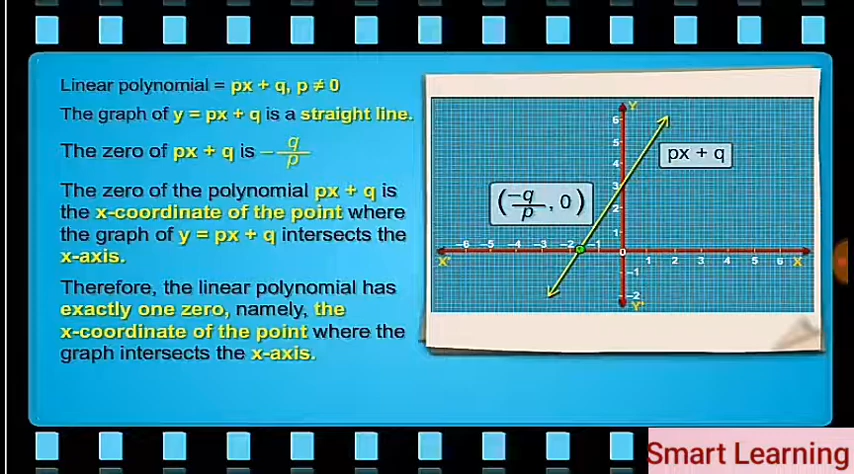 Linear polynomial = px + q, p ≠ 0
The graph of y = px + q is a straight line.
The zero of px + q is −q/p
The zero of the polynomial px + q is
the x-coordinate of the point where
the graph of y = px + q intersects the
x-axis.
Therefore, the linear polynomial has
exactly one zero, namely, the
x-coordinate of the point where the
graph intersects the x-axis.
Y
6
5
4
px + q
3
(−q/p, 0)
2
1
−6 −5 −4 −3 −2 −1
X' 0 1 2 3 4 5 6 X
−1
−2
Y'
Smart Learning